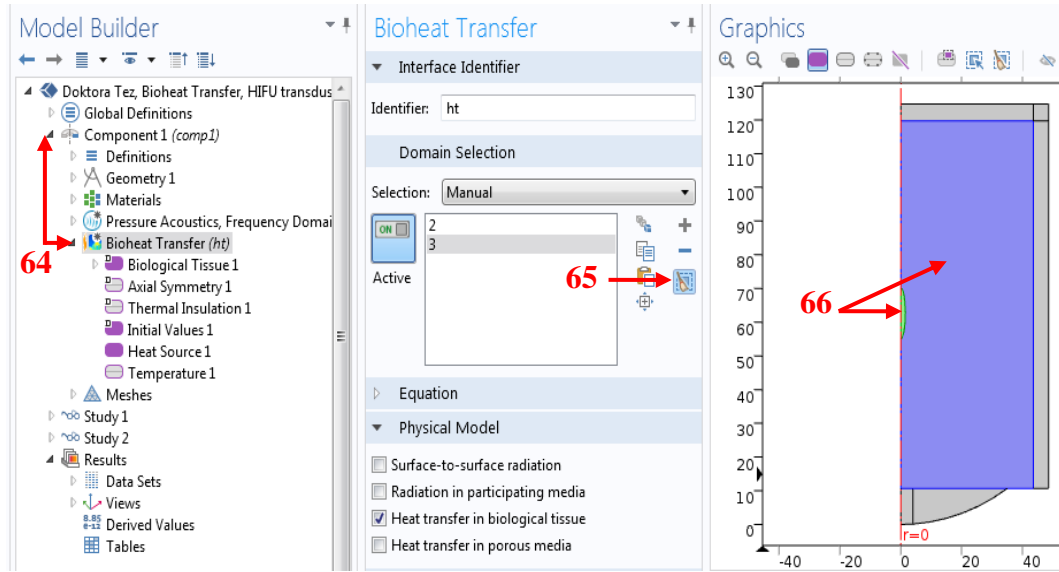 Model Builder
Doktora Tez, Bioheat Transfer, HIFU transdus
Global Definitions
Component 1 (comp1)
Definitions
Geometry 1
Materials
Pressure Acoustics, Frequency Domai
Bioheat Transfer (ht)
64
Biological Tissue 1
Axial Symmetry 1
Thermal Insulation 1
Initial Values 1
Heat Source 1
Temperature 1
Meshes
Study 1
Study 2
Results
Data Sets
Views
8.85
e-12
Derived Values
Tables
Bioheat Transfer
Interface Identifier
Identifier: ht
Domain Selection
Selection: Manual
ON
2
3
Active
65
Equation
Physical Model
Surface-to-surface radiation
Radiation in participating media
Heat transfer in biological tissue
Heat transfer in porous media
Graphics
130
120
110
100
90
80
70
66
60
50
40
30
20
10
0
r=0
-40 -20 0 20 40